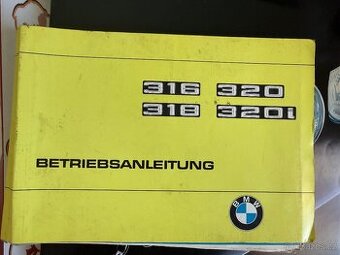 316 320
318 320i
BETRIEBSANLEITUNG
BMW